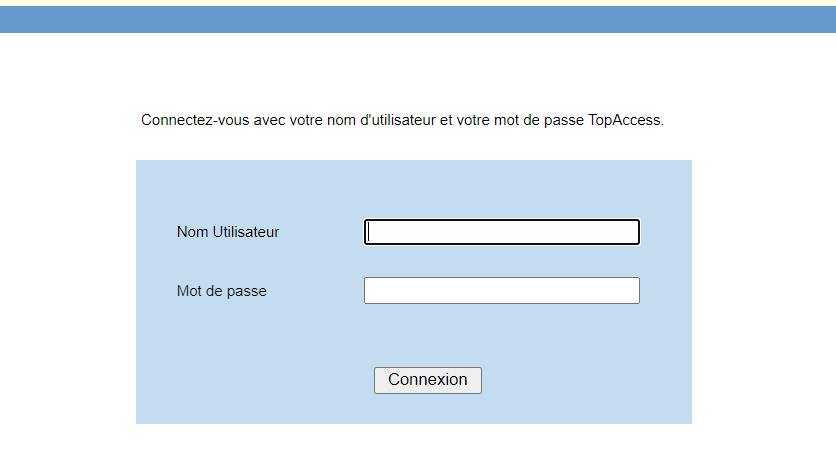 Connectez-vous avec votre nom d'utilisateur et votre mot de passe TopAccess.
Nom Utilisateur
Mot de passe
Connexion